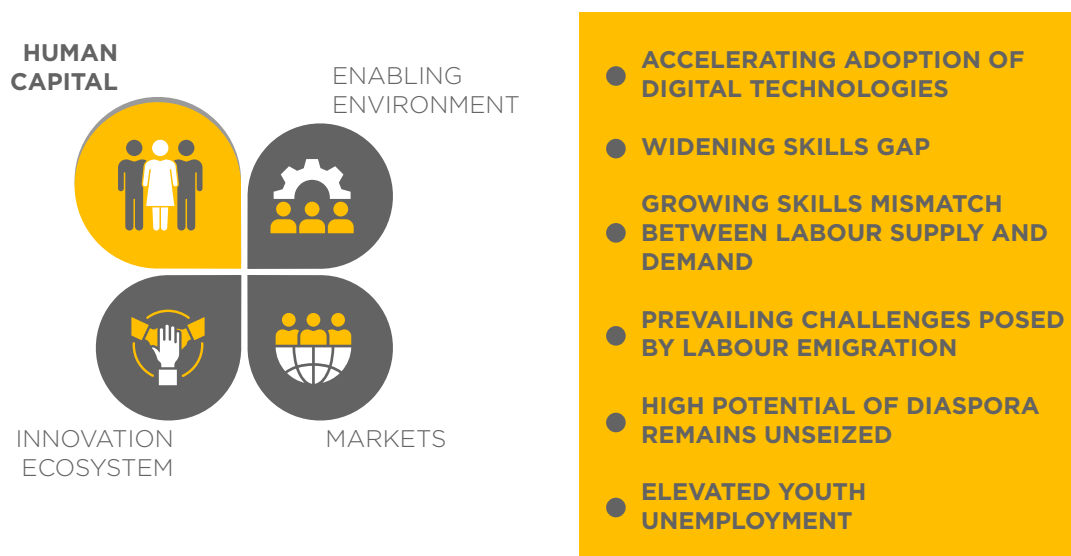 HUMAN
CAPITAL
ENABLING
ENVIRONMENT
INNOVATION
ECOSYSTEM
MARKETS
ACCELERATING ADOPTION OF
DIGITAL TECHNOLOGIES
WIDENING SKILLS GAP
GROWING SKILLS MISMATCH
BETWEEN LABOUR SUPPLY AND
DEMAND
PREVAILING CHALLENGES POSED
BY LABOUR EMIGRATION
HIGH POTENTIAL OF DIASPORA
REMAINS UNSEIZED
ELEVATED YOUTH
UNEMPLOYMENT